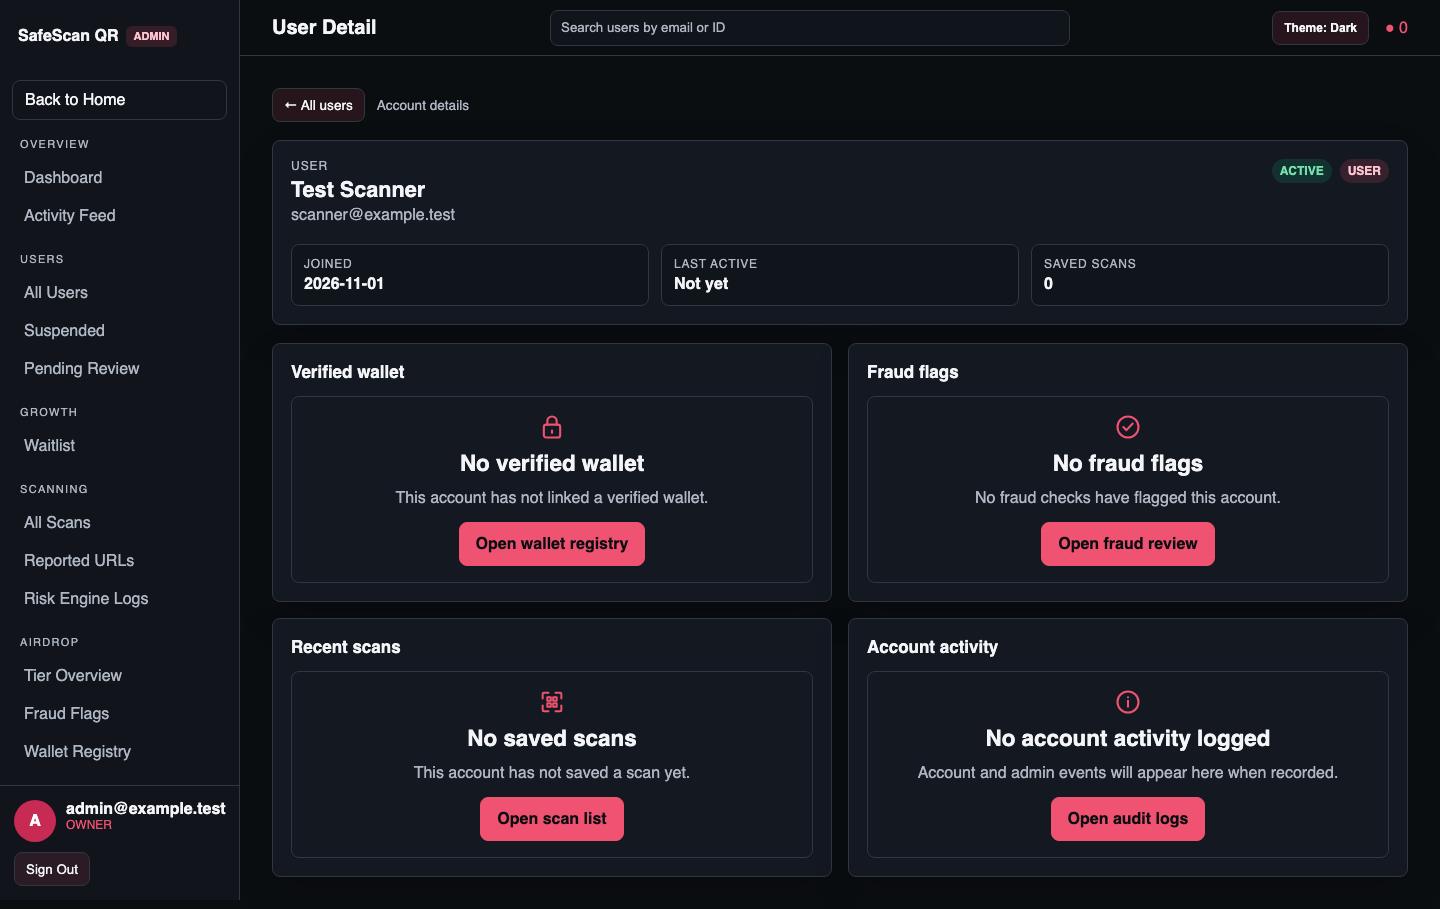 SafeScan QR ADMIN
User Detail
Search users by email or ID
Theme: Dark
0
Back to Home
OVERVIEW
Dashboard
Activity Feed
USERS
All Users
Suspended
Pending Review
GROWTH
Waitlist
SCANNING
All Scans
Reported URLs
Risk Engine Logs
AIRDROP
Tier Overview
Fraud Flags
Wallet Registry
A
admin@example.test
OWNER
Sign Out
← All users
Account details
USER
Test Scanner
scanner@example.test
ACTIVE
USER
JOINED
2026-11-01
LAST ACTIVE
Not yet
SAVED SCANS
0
Verified wallet
No verified wallet
This account has not linked a verified wallet.
Open wallet registry
Fraud flags
No fraud flags
No fraud checks have flagged this account.
Open fraud review
Recent scans
No saved scans
This account has not saved a scan yet.
Open scan list
Account activity
No account activity logged
Account and admin events will appear here when recorded.
Open audit logs